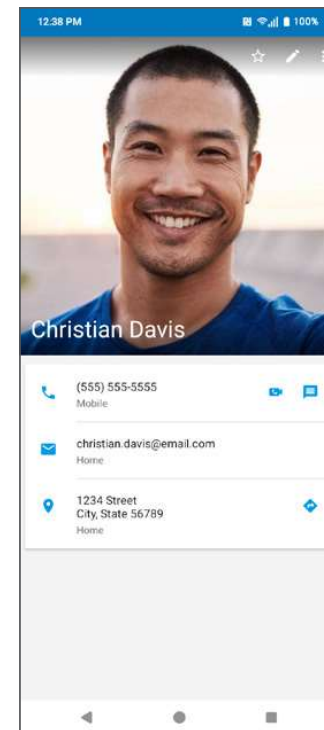 12:38 PM
100%
Christian Davis
(555) 555-5555
Mobile
christian.davis@email.com
Home
1234 Street
City, State 56789
Home